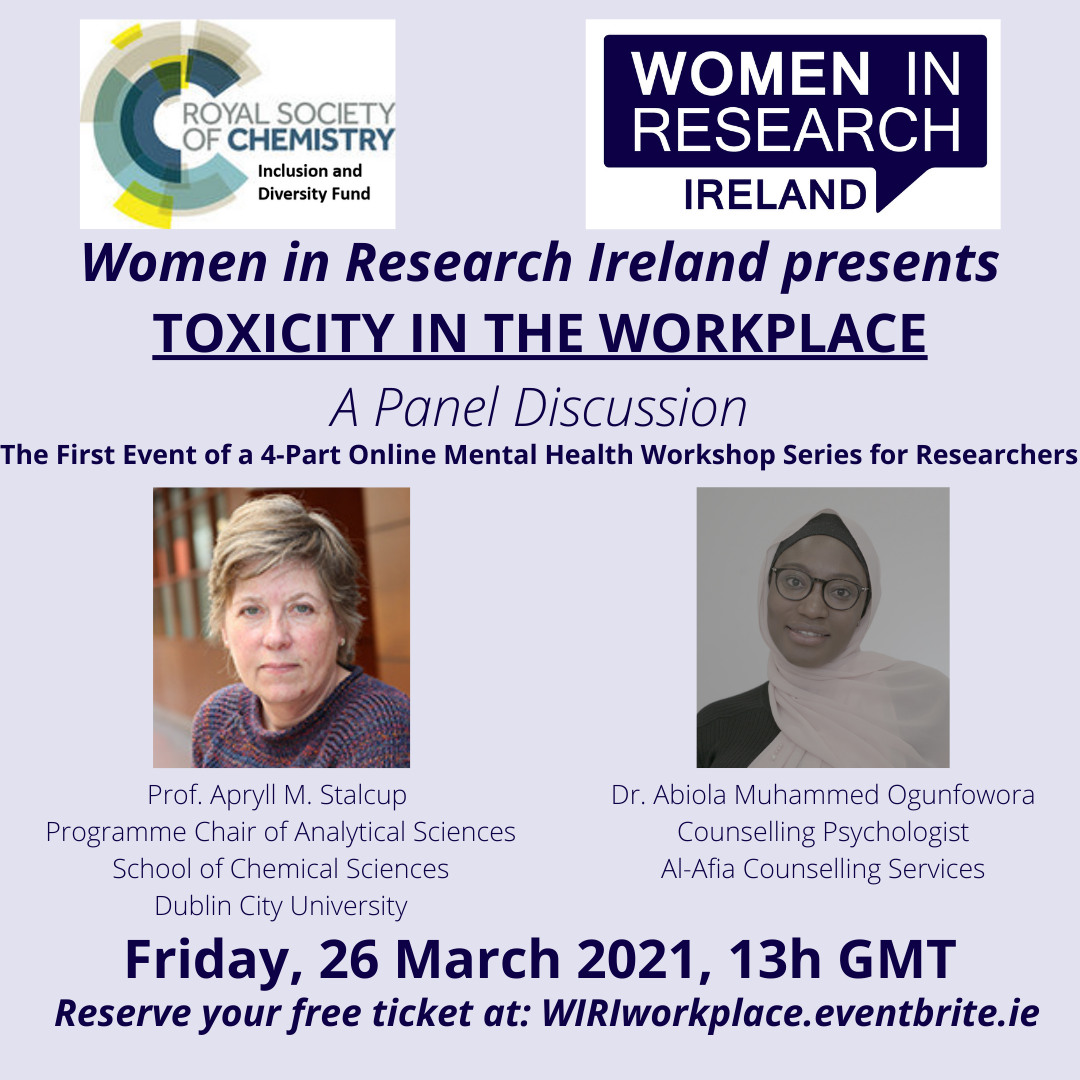 ROYAL SOCIETY
OF CHEMISTRY
Inclusion and
Diversity Fund
WOMEN IN
RESEARCH
IRELAND
Women in Research Ireland presents
TOXICITY IN THE WORKPLACE
A Panel Discussion
The First Event of a 4-Part Online Mental Health Workshop Series for Researchers
Prof. Apryll M. Stalcup
Programme Chair of Analytical Sciences
School of Chemical Sciences
Dublin City University
Dr. Abiola Muhammed Ogunfowora
Counselling Psychologist
Al-Afia Counselling Services
Friday, 26 March 2021, 13h GMT
Reserve your free ticket at: WIRIworkplace.eventbrite.ie